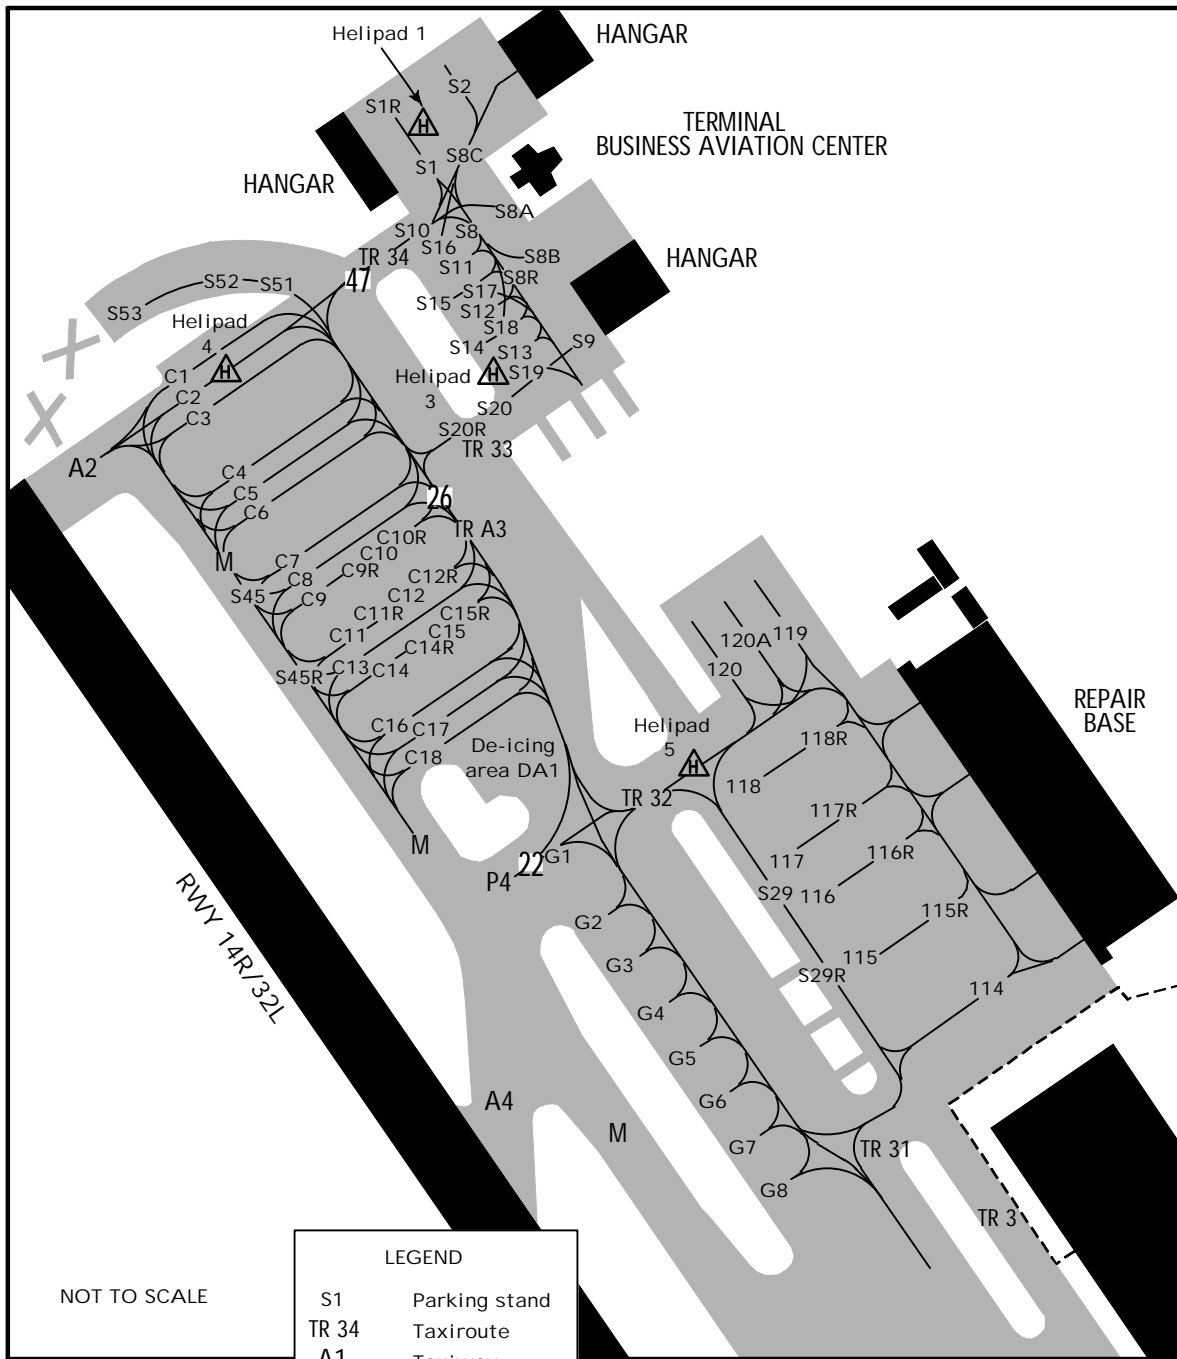 Helipad 1
HANGAR
S2
S1R
H
TERMINAL
BUSINESS AVIATION CENTER
S8C
S1
HANGAR
S8A
S10
S8
S16
TR 34
S8B
HANGAR
S11
S8R
47
S52
S51
S17
S15
S12
S53
Helipad
4
S18
S14
S13
S9
H
C1
Helipad
3
H
S19
C2
S20
C3
S20R
TR 33
A2
C4
C5
26
C6
TR A3
C10R
C10
M
C7
C9R
C8
C12R
S45
C9
C12
C11R
C15R
C11
C15
120A
119
C14R
S45R
C13
C14
120
REPAIR
BASE
C16
C17
Helipad
5
118R
De-icing
area DA1
C18
H
118
TR 32
117R
M
G1
117
116R
22
P4
S29
116
115R
RWY 14R/32L
G2
115
G3
S29R
114
G4
G5
A4
G6
M
G7
TR 31
G8
TR 3
LEGEND
NOT TO SCALE
S1 Parking stand
TR 34 Taxiroute
A1 Taxiway